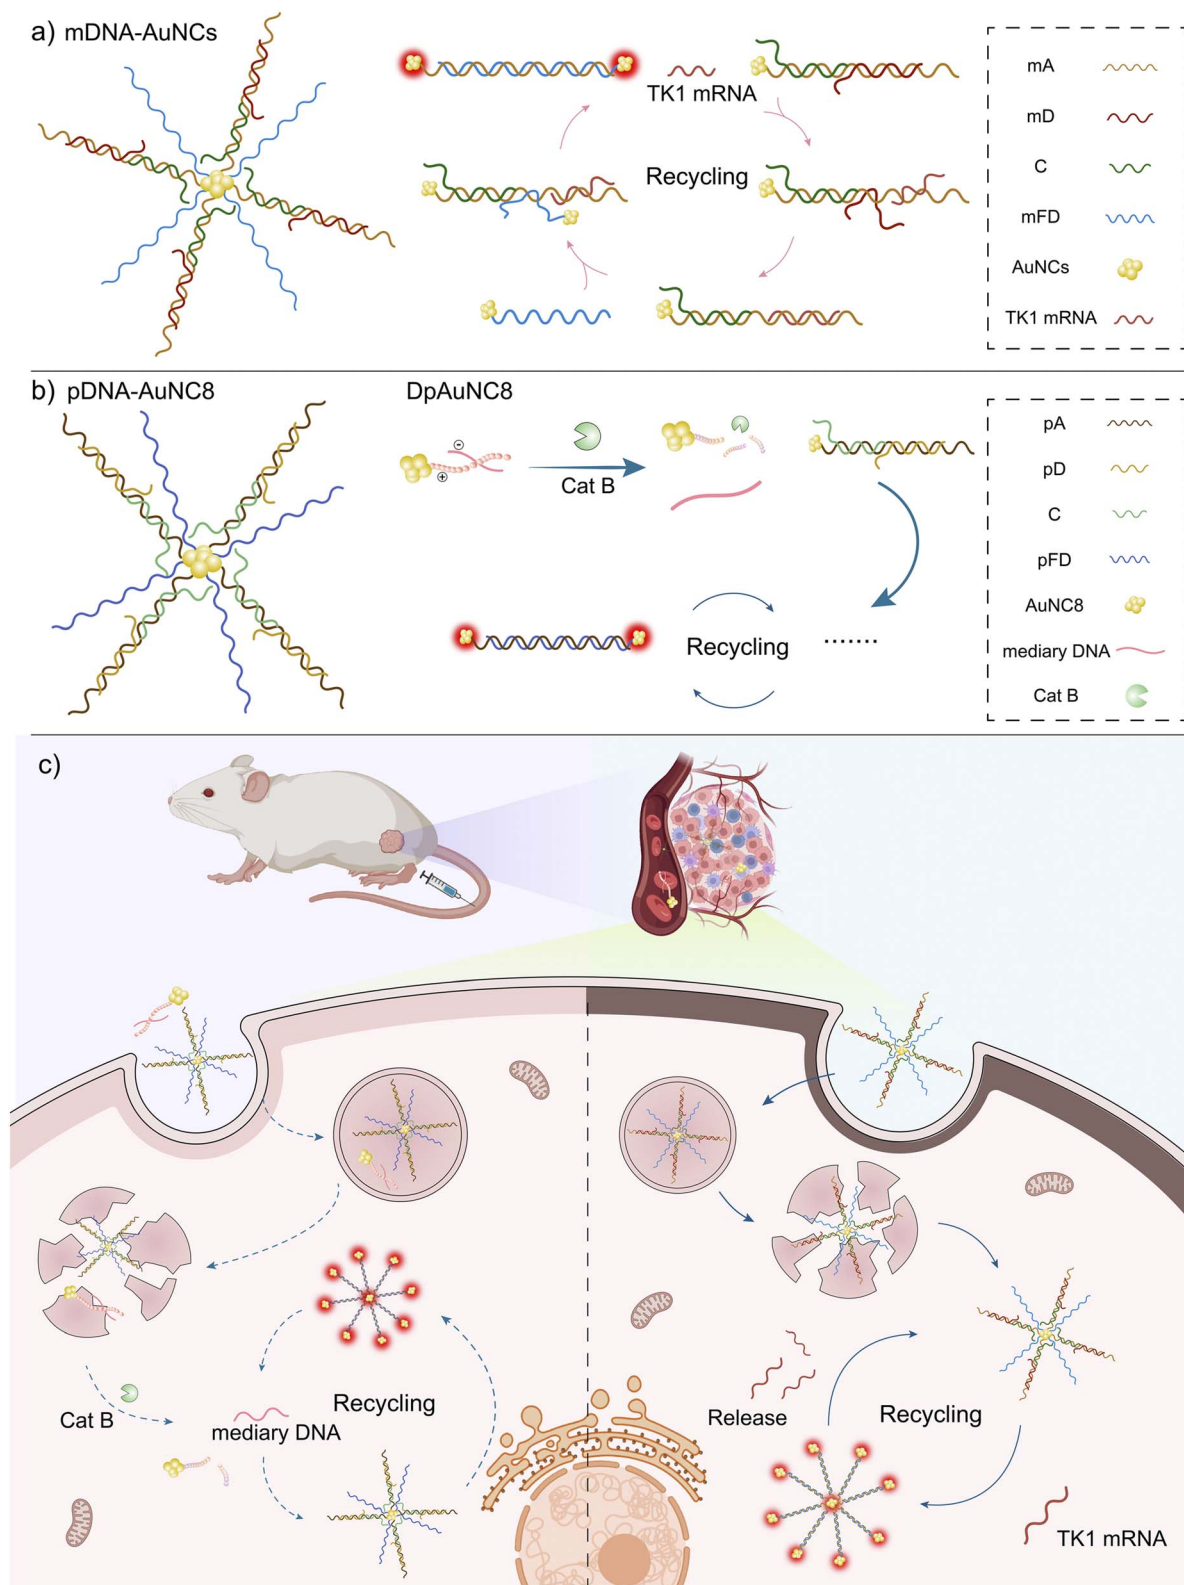 a) mDNA-AuNCs
TK1 mRNA
Recycling
mA
mD
C
mFD
AuNCs
TK1 mRNA
b) pDNA-AuNC8
DpAuNC8
Cat B
Recycling
.......
pA
pD
C
pFD
AuNC8
mediary DNA
Cat B
c)
Cat B
mediary DNA
Recycling
Release
Recycling
TK1 mRNA